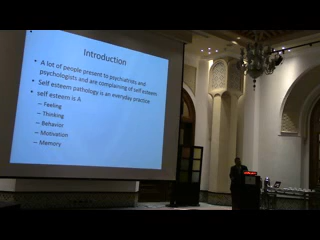 Introduction
• A lot of people present to psychiatrists and
psychologists and are complaining of self esteem
• Self esteem pathology is an everyday practice
• self esteem is A
– Feeling
– Thinking
– Behavior
– Motivation
– Memory